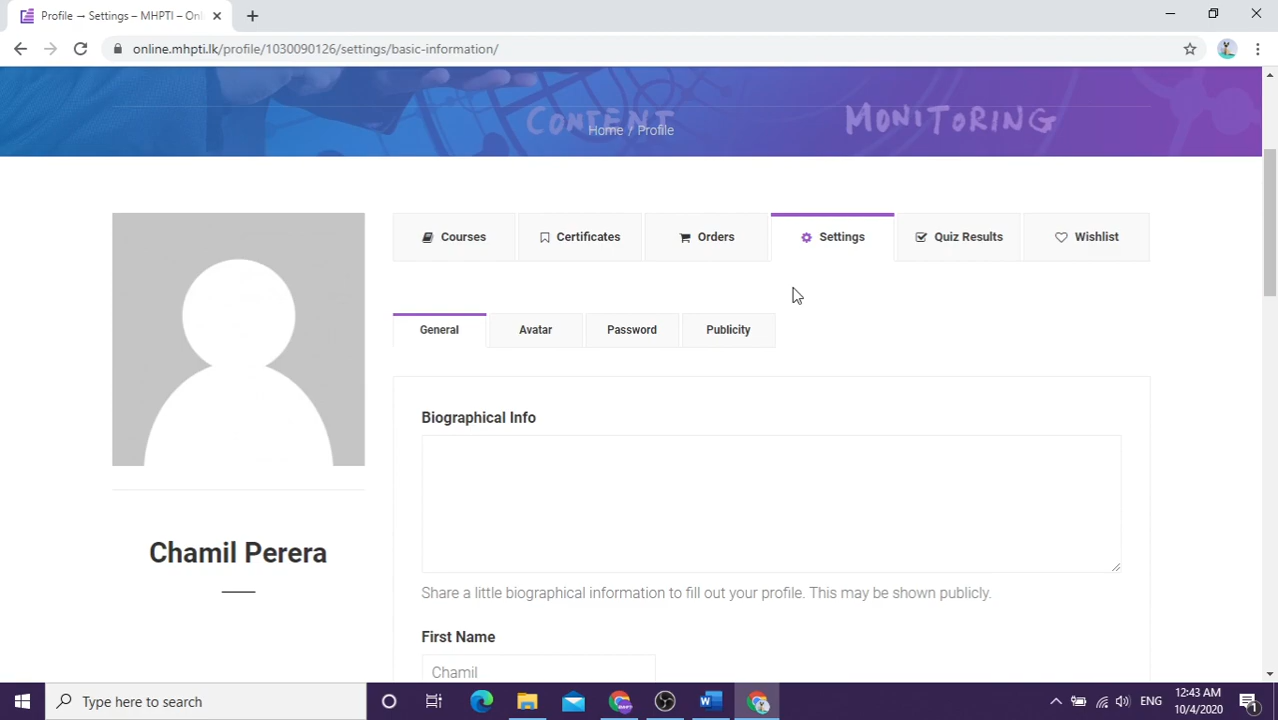 Profile → Settings – MHPTI – Onl
online.mhpti.lk/profile/1030090126/settings/basic-information/
CONTENT
MONITORING
Home / Profile
Courses
Certificates
Orders
Settings
Quiz Results
Wishlist
General
Avatar
Password
Publicity
Biographical Info
Share a little biographical information to fill out your profile. This may be shown publicly.
First Name
Chamil
Chamil Perera
Type here to search
ENG
12:43 AM
10/4/2020
1